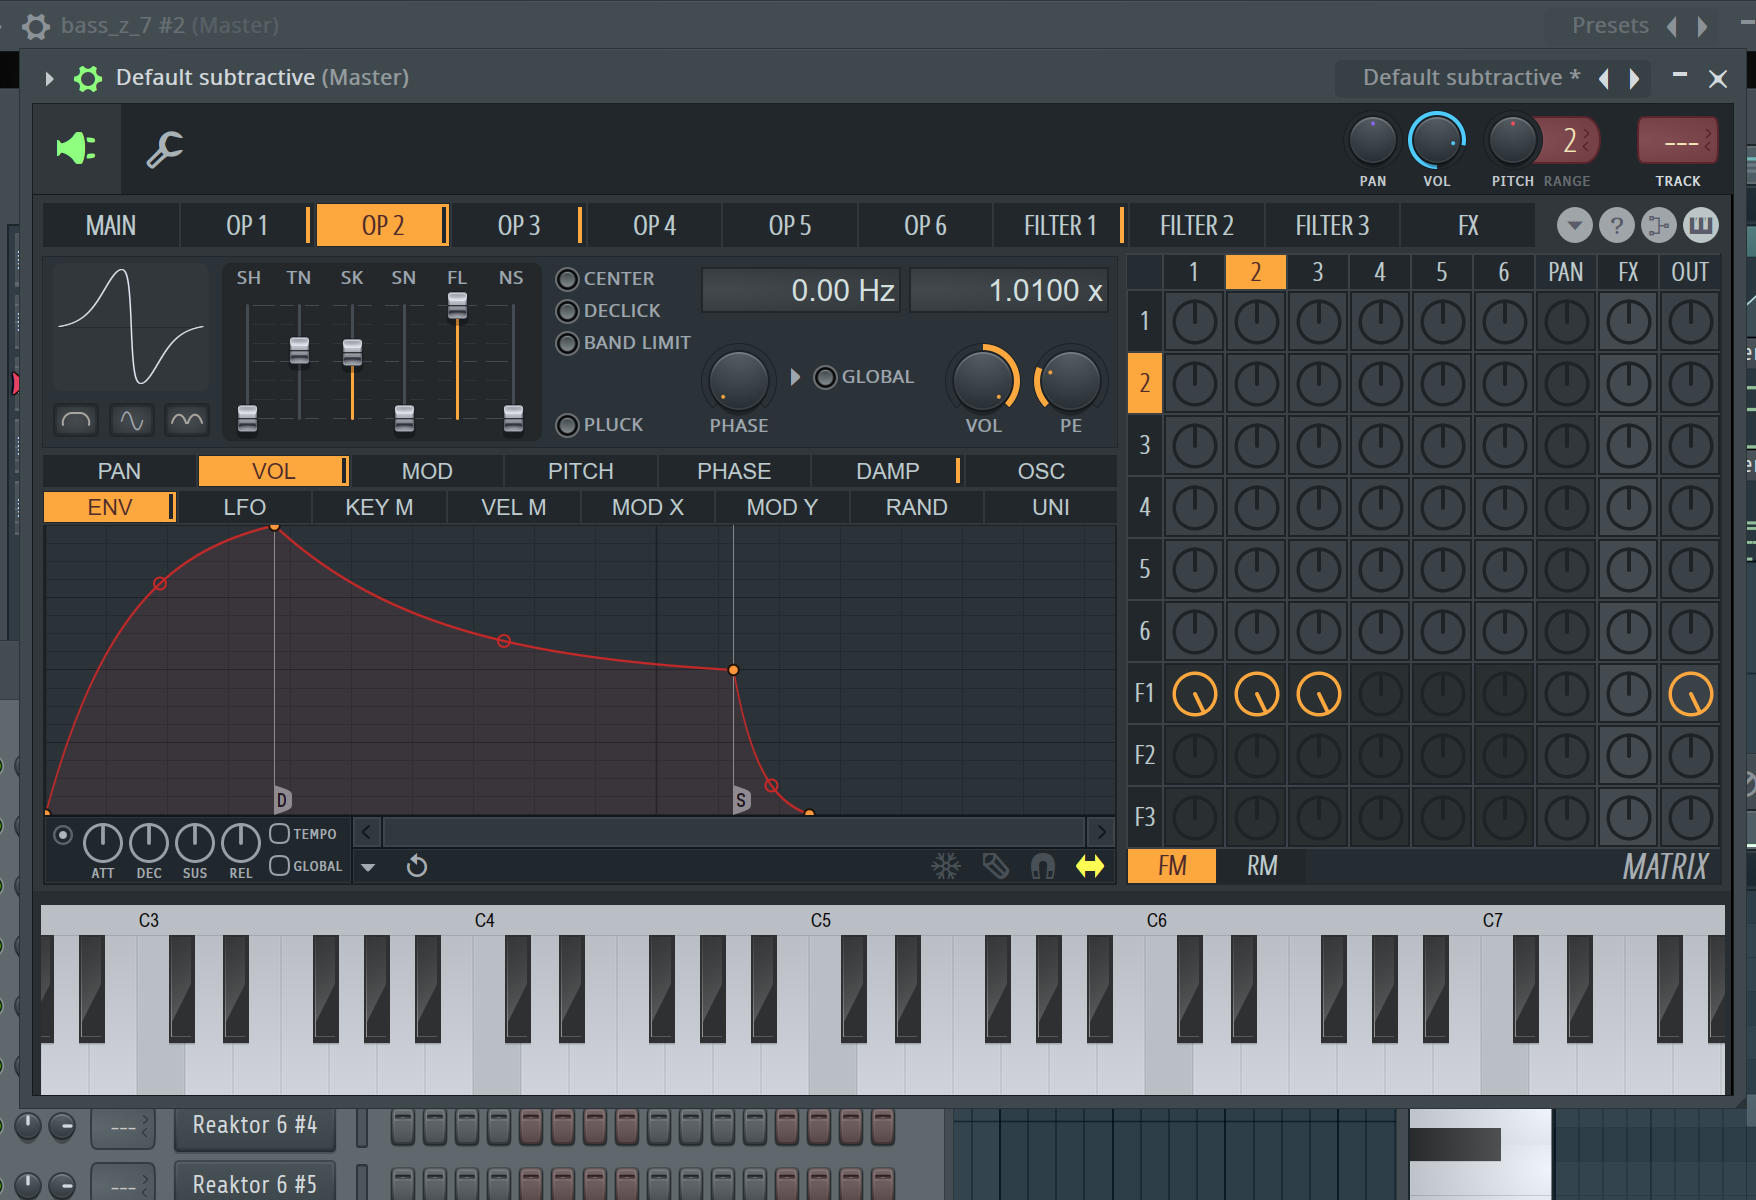 bass_z_7 #2 (Master)
Presets
Default subtractive (Master)
Default subtractive *
2
---
PAN VOL PITCH RANGE TRACK
MAIN OP 1 OP 2 OP 3 OP 4 OP 5 OP 6 FILTER 1 FILTER 2 FILTER 3 FX
?
SH TN SK SN FL NS
CENTER
DECLICK
BAND LIMIT
PLUCK
0.00 Hz 1.0100 x
GLOBAL
PHASE VOL PE
PAN VOL MOD PITCH PHASE DAMP OSC
ENV LFO KEY M VEL M MOD X MOD Y RAND UNI
D S
TEMPO
GLOBAL
ATT DEC SUS REL
1 2 3 4 5 6 PAN FX OUT
1
2
3
4
5
6
F1
F2
F3
FM RM MATRIX
C3 C4 C5 C6 C7
--- Reaktor 6 #4
--- Reaktor 6 #5